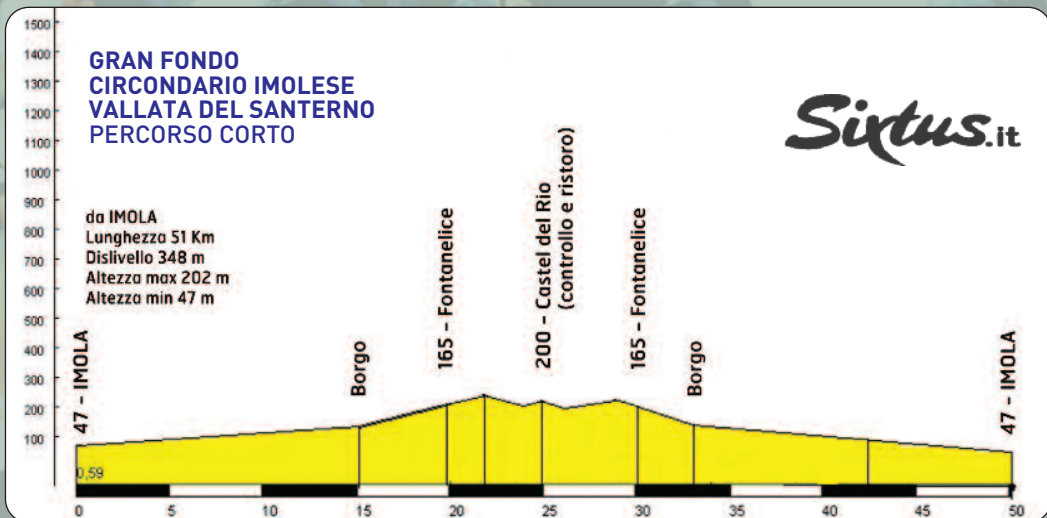 1500
1400
1300
1200
1100
1000
900
800
700
600
500
400
300
200
100
GRAN FONDO
CIRCONDARIO IMOLESE
VALLATA DEL SANTERNO
PERCORSO CORTO
Sixtus.it
da IMOLA
Lunghezza 51 Km
Dislivello 348 m
Altezza max 202 m
Altezza min 47 m
47 - IMOLA
Borgo
165 - Fontanelice
200 - Castel del Rio
(controllo e ristoro)
165 - Fontanelice
Borgo
47 - IMOLA
0,59
0 5 10 15 20 25 30 35 40 45 50